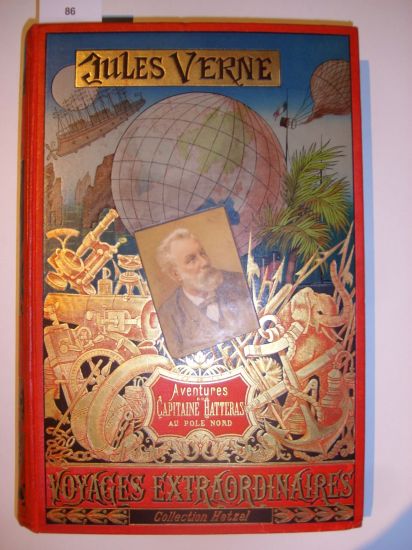 86
JULES VERNE
Aventures
DU
CAPITAINE HATTERAS
AU POLE NORD
VOYAGES EXTRAORDINAIRES
Collection Hetzel